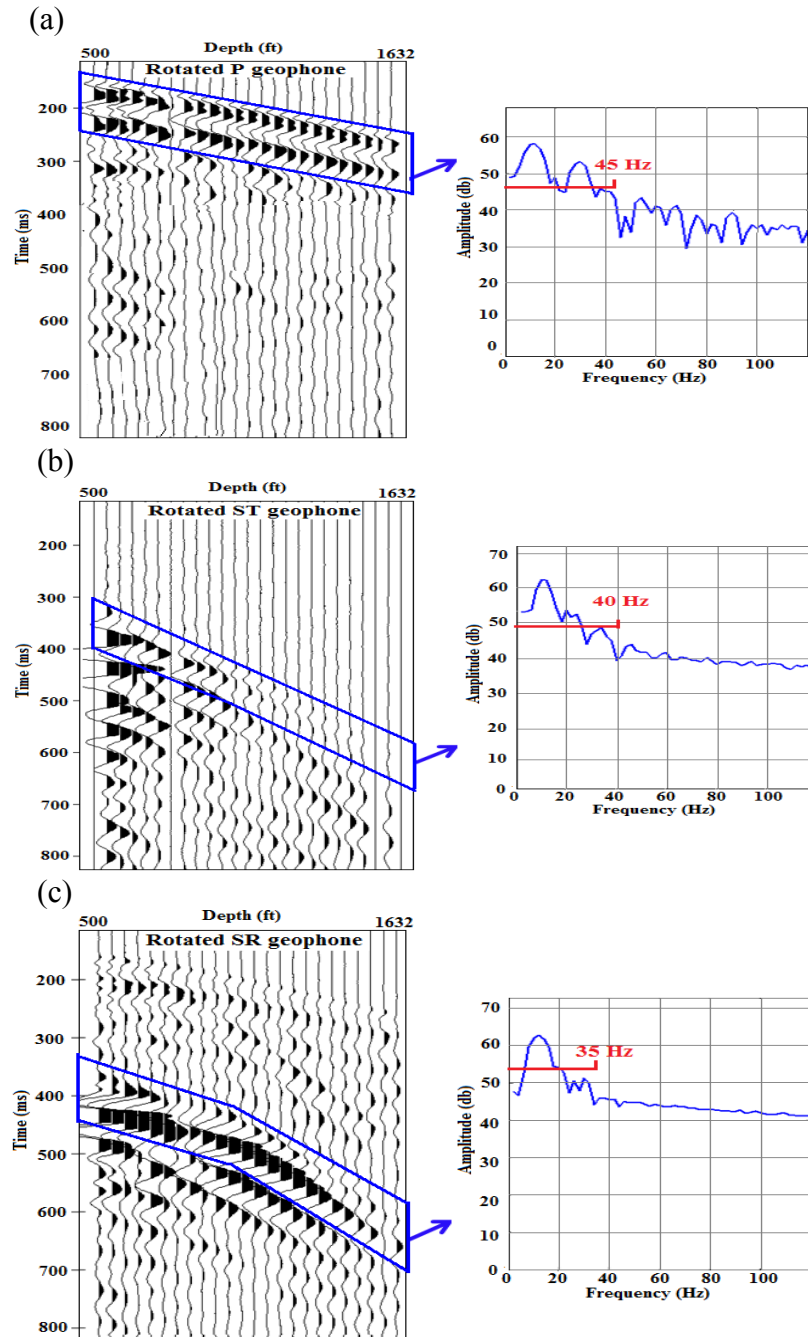 (a)
Depth (ft)
500 1632
Rotated P geophone
Time (ms)
200
300
400
500
600
700
800
Amplitude (db)
60
50
40
30
20
10
0
45 Hz
0 20 40 60 80 100
Frequency (Hz)
(b)
Depth (ft)
500 1632
Rotated ST geophone
Time (ms)
200
300
400
500
600
700
800
Amplitude (db)
70
60
50
40
30
20
10
0
40 Hz
0 20 40 60 80 100
Frequency (Hz)
(c)
Depth (ft)
500 1632
Rotated SR geophone
Time (ms)
200
300
400
500
600
700
800
Amplitude (db)
70
60
50
40
30
20
10
0
35 Hz
0 20 40 60 80 100
Frequency (Hz)